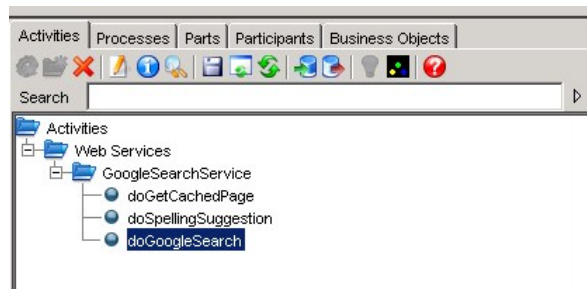 Activities Processes Parts Participants Business Objects
Search
Activities
Web Services
GoogleSearchService
doGetCachedPage
doSpellingSuggestion
doGoogleSearch